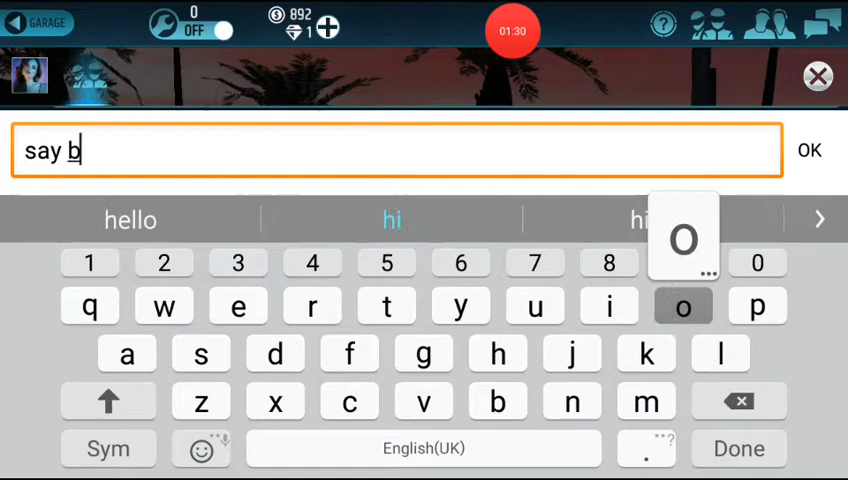 GARAGE
0
OFF
892
1
01:30
?
say b
OK
hello hi hi
O
1 2 3 4 5 6 7 8 0
q w e r t y u i o p
a s d f g h j k l
z x c v b n m
Sym English(UK) . ? Done